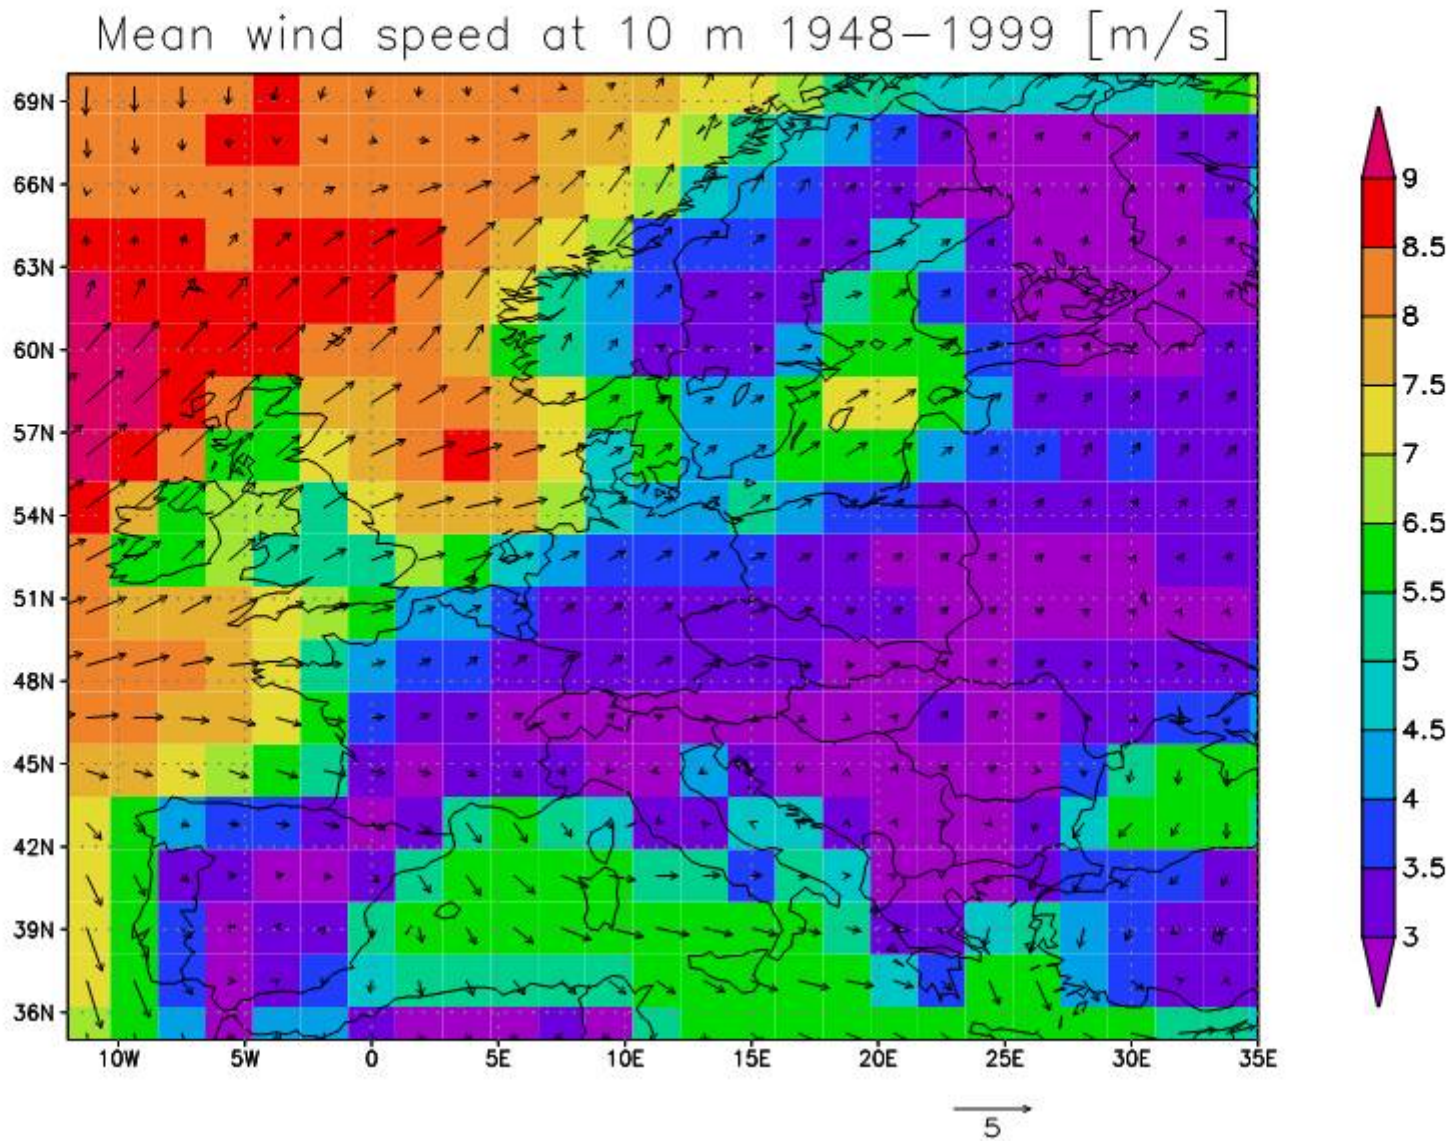 Mean wind speed at 10 m 1948-1999 [m/s]
69N
66N
63N
60N
57N
54N
51N
48N
45N
42N
39N
36N
10W 5W 0 5E 10E 15E 20E 25E 30E 35E
9
8.5
8
7.5
7
6.5
5.5
5
4.5
4
3.5
3
5